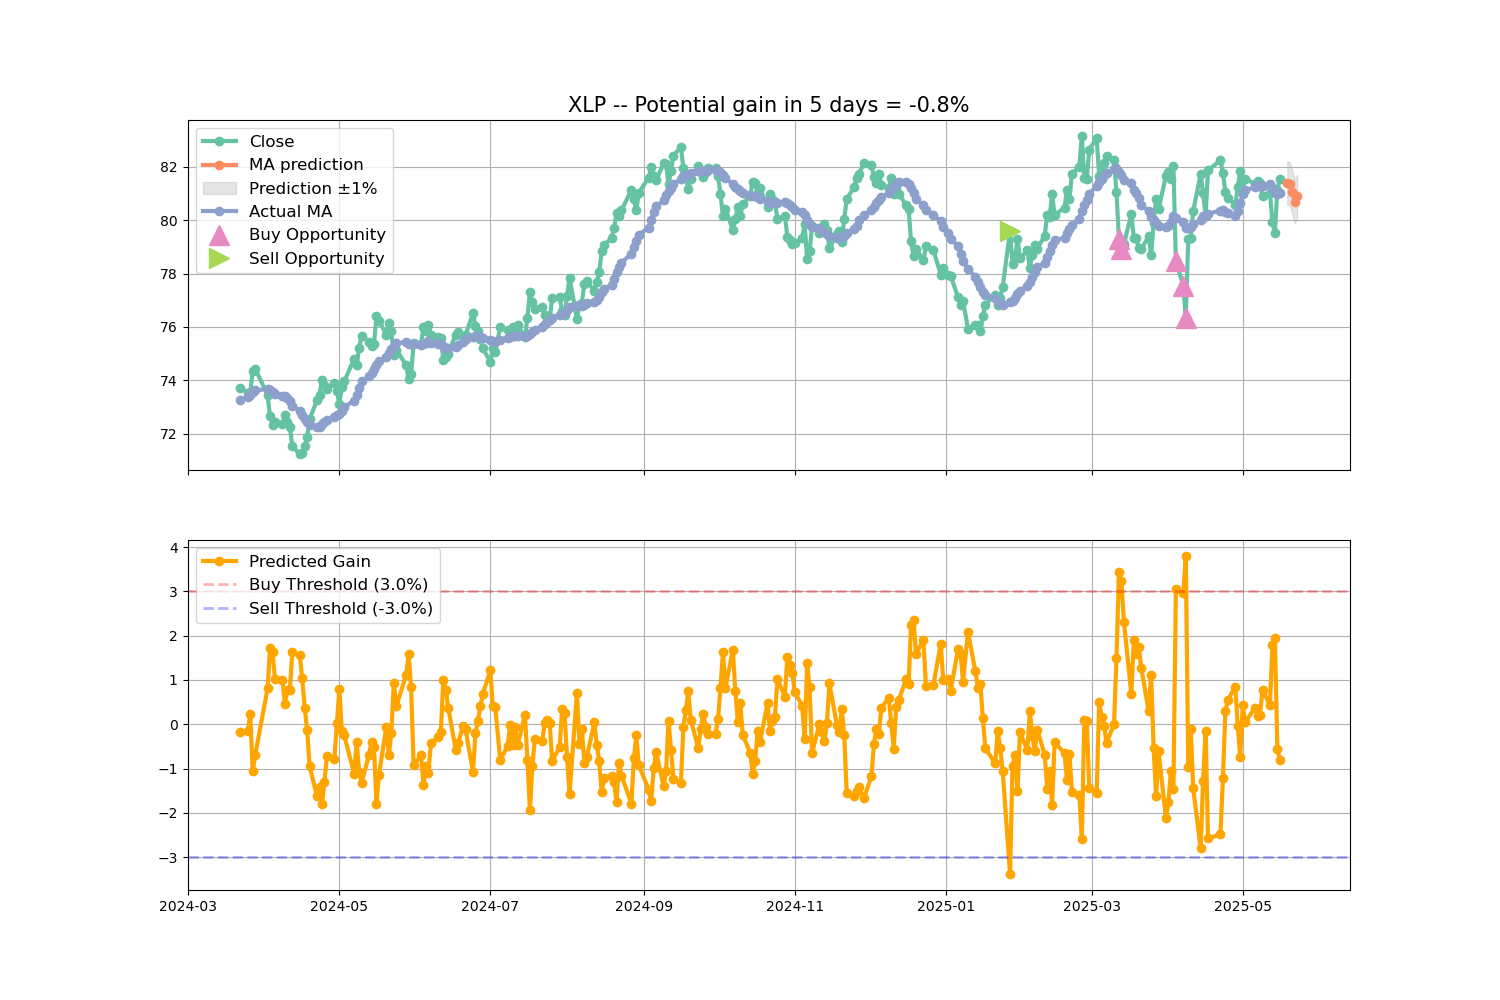 XLP -- Potential gain in 5 days = -0.8%
Close
MA prediction
Prediction ±1%
Actual MA
Buy Opportunity
Sell Opportunity
82
80
78
76
74
72
Predicted Gain
Buy Threshold (3.0%)
Sell Threshold (-3.0%)
4
3
2
1
0
−1
−2
−3
2024-03 2024-05 2024-07 2024-09 2024-11 2025-01 2025-03 2025-05